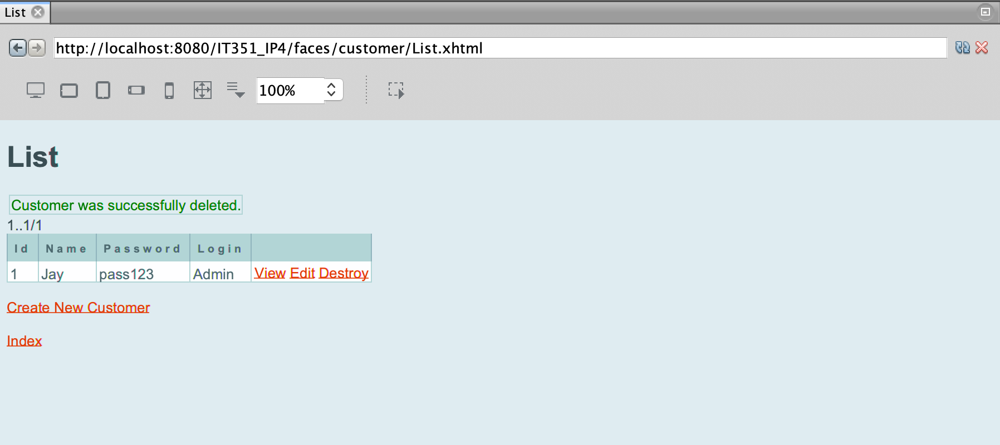 List
http://localhost:8080/IT351_IP4/faces/customer/List.xhtml
100%
List
Customer was successfully deleted.
1..1/1
Id Name Password Login
1 Jay pass123 Admin View Edit Destroy
Create New Customer
Index